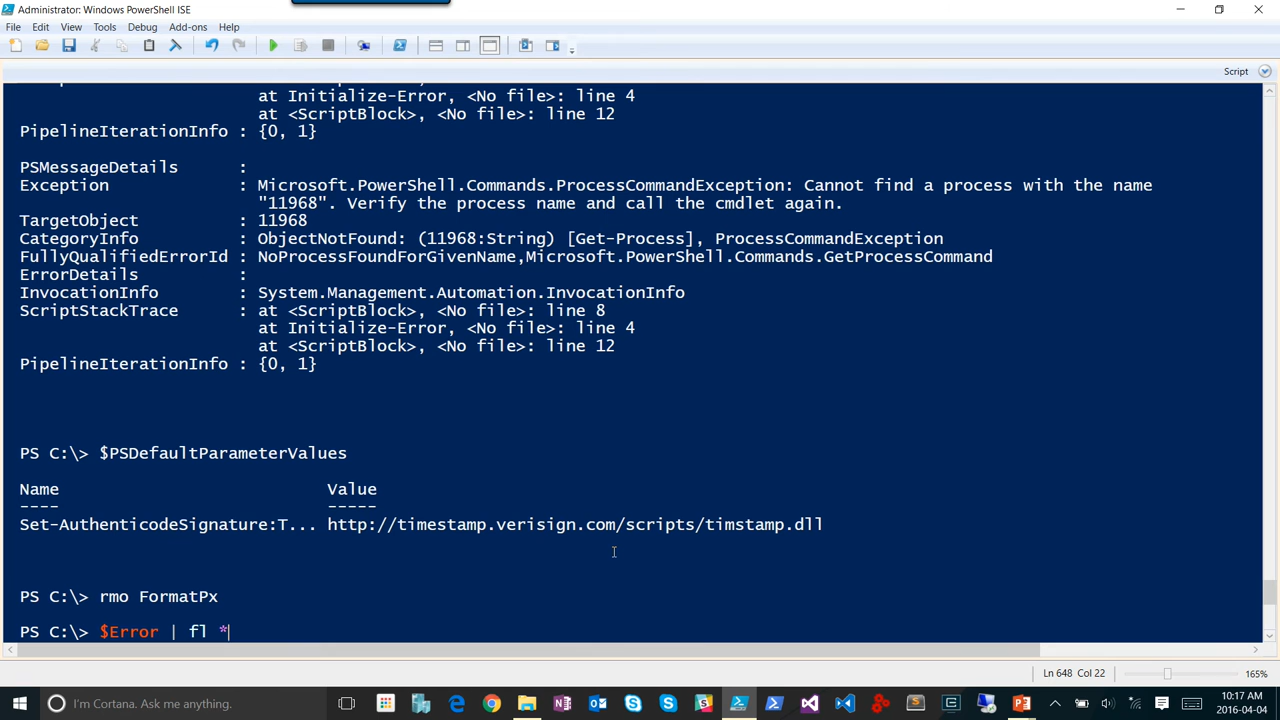 Administrator: Windows PowerShell ISE
File Edit View Tools Debug Add-ons Help
Script
at Initialize-Error, <No file>: line 4
at <ScriptBlock>, <No file>: line 12
PipelineIterationInfo : {0, 1}
PSMessageDetails :
Exception : Microsoft.PowerShell.Commands.ProcessCommandException: Cannot find a process with the name
"11968". Verify the process name and call the cmdlet again.
TargetObject : 11968
CategoryInfo : ObjectNotFound: (11968:String) [Get-Process], ProcessCommandException
FullyQualifiedErrorId : NoProcessFoundForGivenName,Microsoft.PowerShell.Commands.GetProcessCommand
ErrorDetails :
InvocationInfo : System.Management.Automation.InvocationInfo
ScriptStackTrace : at <ScriptBlock>, <No file>: line 8
at Initialize-Error, <No file>: line 4
at <ScriptBlock>, <No file>: line 12
PipelineIterationInfo : {0, 1}
PS C:\> $PSDefaultParameterValues
Name Value
---- -----
Set-AuthenticodeSignature:T... http://timestamp.verisign.com/scripts/timstamp.dll
PS C:\> rmo FormatPx
PS C:\> $Error | fl *
Ln 648 Col 22 165%
I'm Cortana. Ask me anything.
10:17 AM
2016-04-04